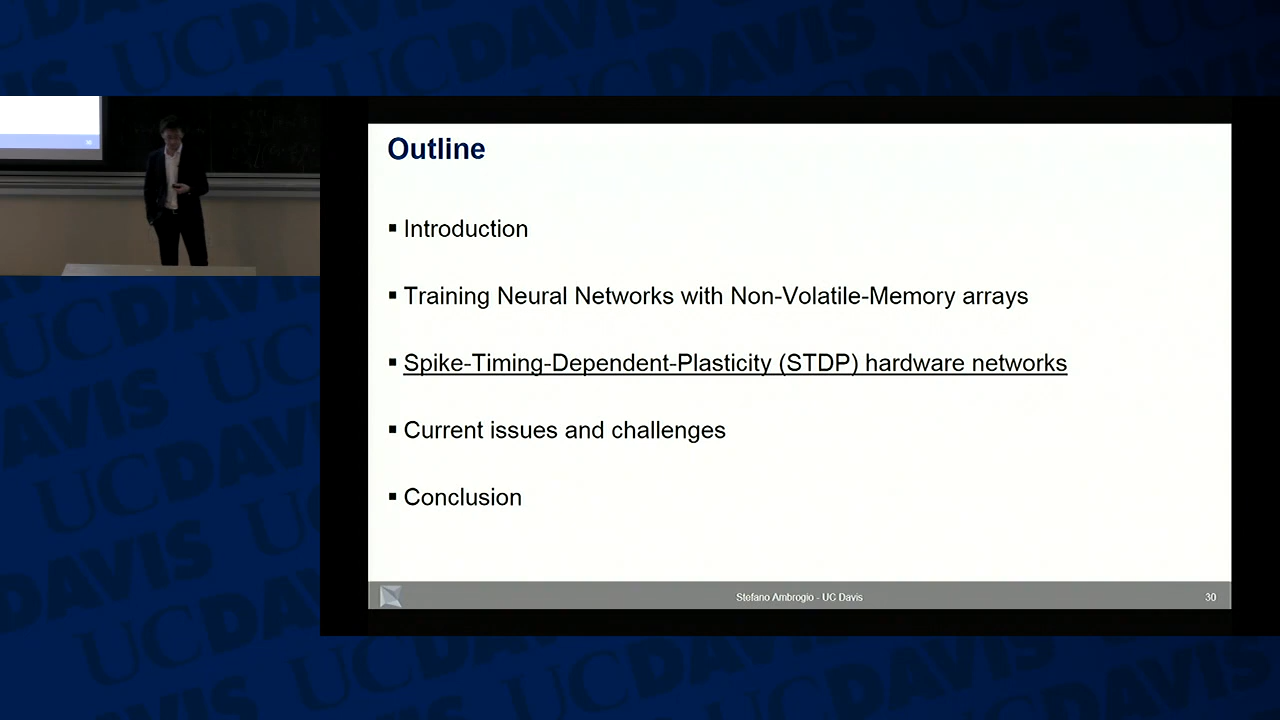 Outline
▪ Introduction
▪ Training Neural Networks with Non-Volatile-Memory arrays
▪ Spike-Timing-Dependent-Plasticity (STDP) hardware networks
▪ Current issues and challenges
▪ Conclusion
Stefano Ambrogio - UC Davis
30
UCDAVIS